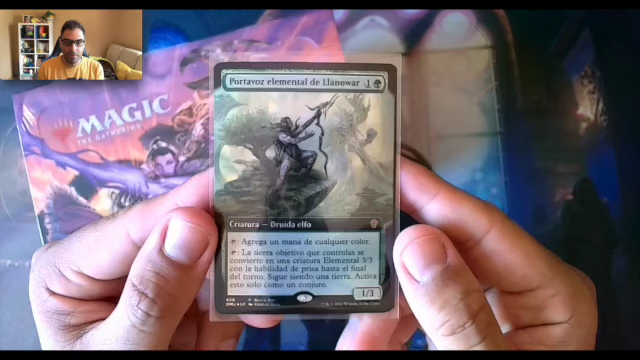 MAGIC
THE GATHERING
Portavoz elemental de Llanowar 1
Criatura — Druida elfo
: Agrega un maná de cualquier color.
: La tierra objetivo que controlas se
convierte en una criatura Elemental 3/3
con la habilidad de prisa hasta el final
del turno. Sigue siendo una tierra. Activa
esto solo como un conjuro.
1/3